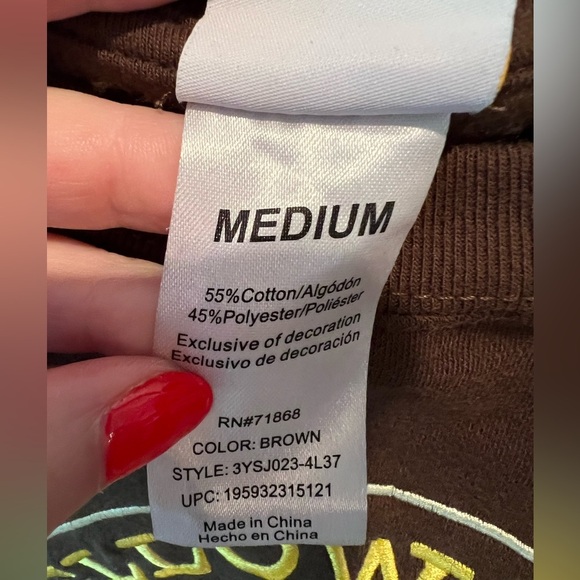 MEDIUM
55%Cotton/Algódón
45%Polyester/Poliéster
Exclusive of decoration
Exclusivo de decoración
RN#71868
COLOR: BROWN
STYLE: 3YSJ023-4L37
UPC: 195932315121
Made in China
Hecho en China